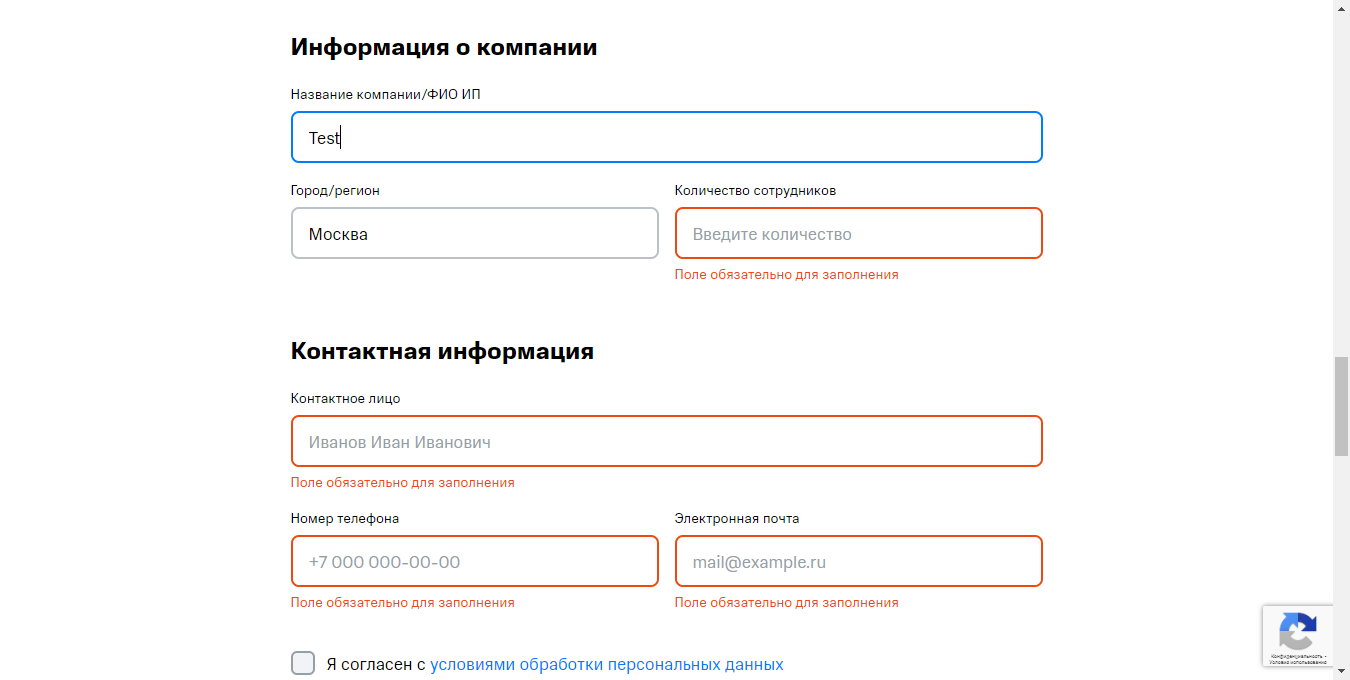 Информация о компании
Название компании/ФИО ИП
Test
Город/регион
Количество сотрудников
Москва
Введите количество
Поле обязательно для заполнения
Контактная информация
Контактное лицо
Иванов Иван Иванович
Поле обязательно для заполнения
Номер телефона
Электронная почта
+7 000 000-00-00
mail@example.ru
Поле обязательно для заполнения
Поле обязательно для заполнения
Я согласен с условиями обработки персональных данных
Конфиденциальность -
Условия использования